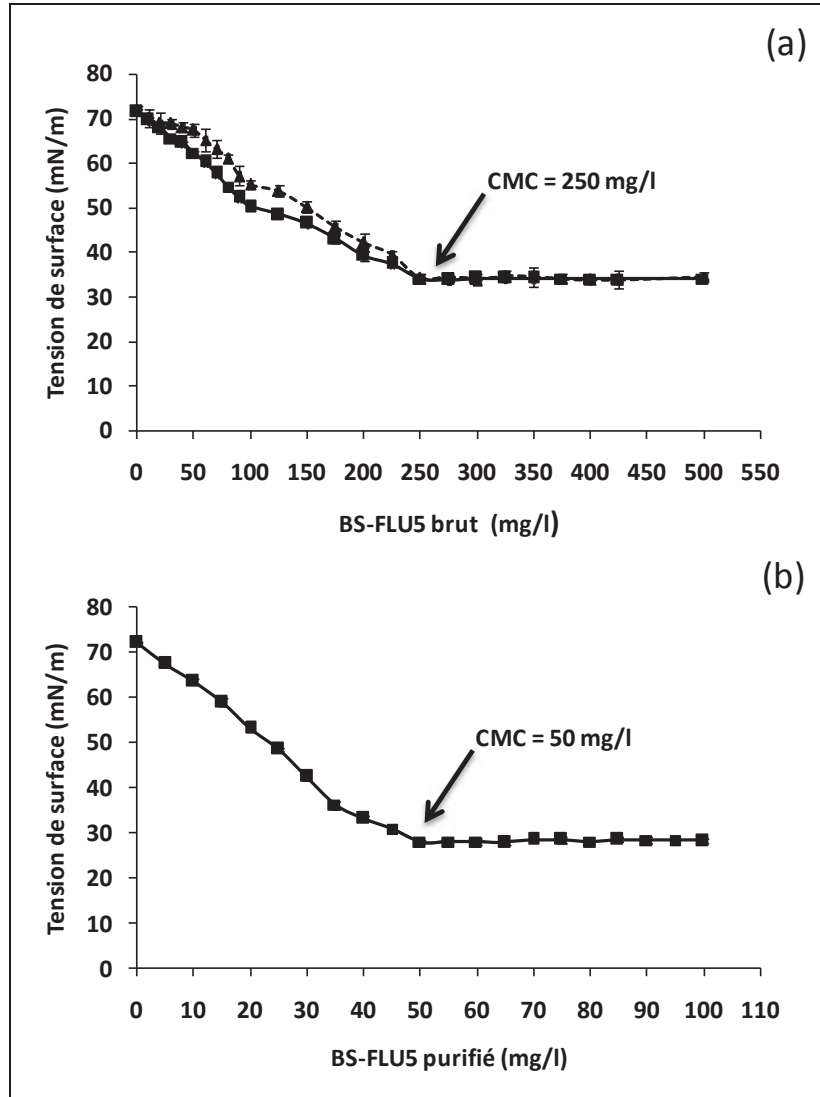 (a)
80
70
60
50
40
30
20
10
0
Tension de surface (mN/m)
CMC = 250 mg/l
0 50 100 150 200 250 300 350 400 450 500 550
BS-FLU5 brut (mg/l)
(b)
80
70
60
50
40
30
20
10
0
Tension de surface (mN/m)
CMC = 50 mg/l
0 10 20 30 40 50 60 70 80 90 100 110
BS-FLU5 purifié (mg/l)